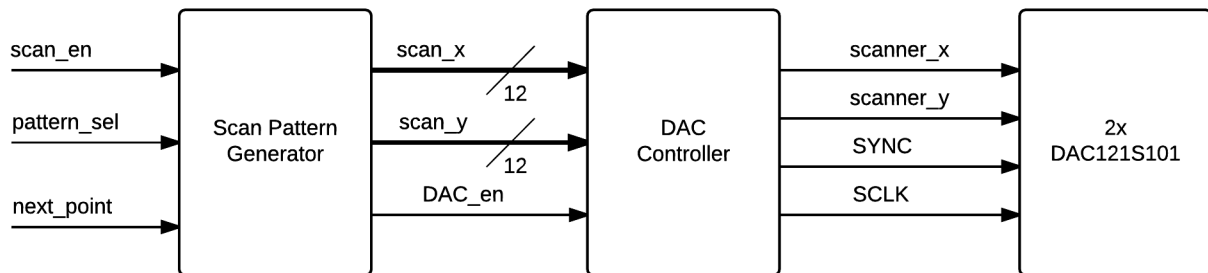 scan_en
pattern_sel
next_point
Scan Pattern
Generator
scan_x
12
scan_y
12
DAC_en
DAC
Controller
scanner_x
scanner_y
SYNC
SCLK
2x
DAC121S101